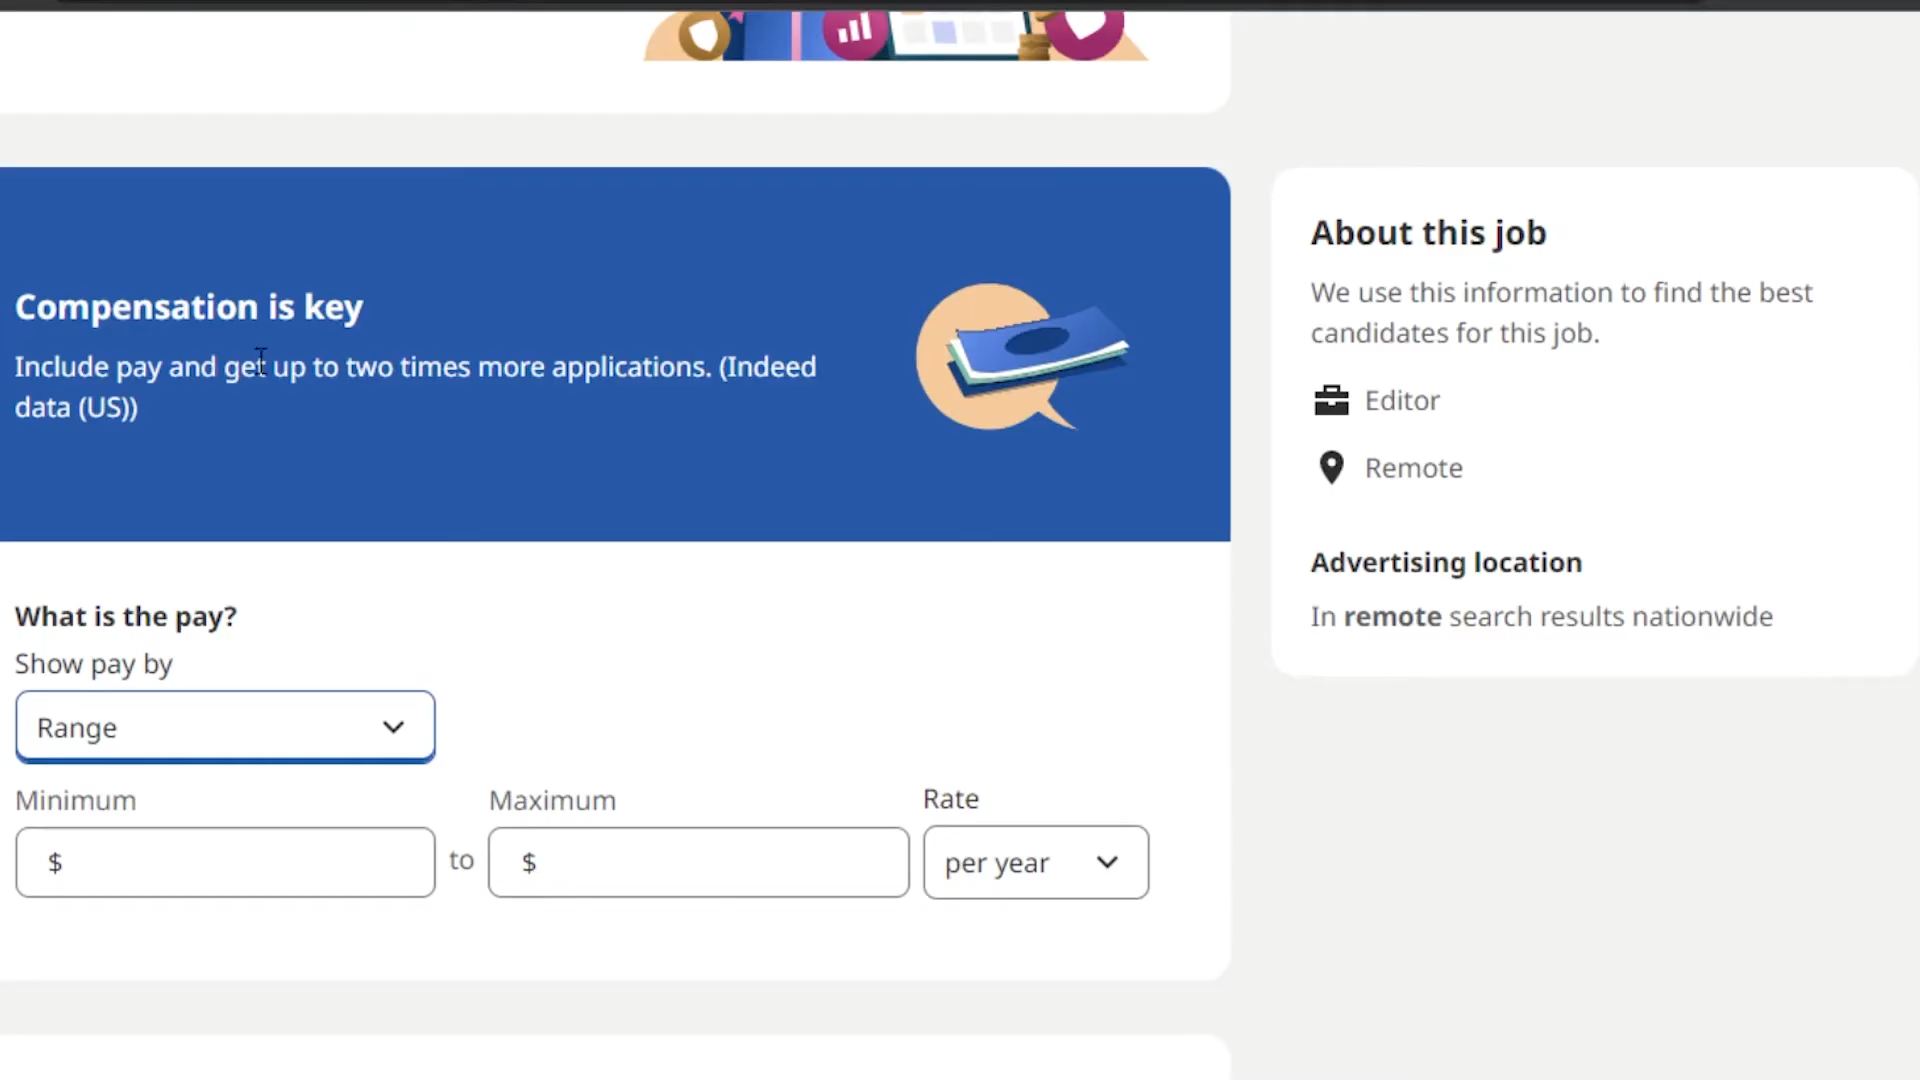 Compensation is key
Include pay and get up to two times more applications. (Indeed
data (US))
What is the pay?
Show pay by
Range
Minimum
Maximum
Rate
$
to
$
per year
About this job
We use this information to find the best
candidates for this job.
Editor
Remote
Advertising location
In remote search results nationwide